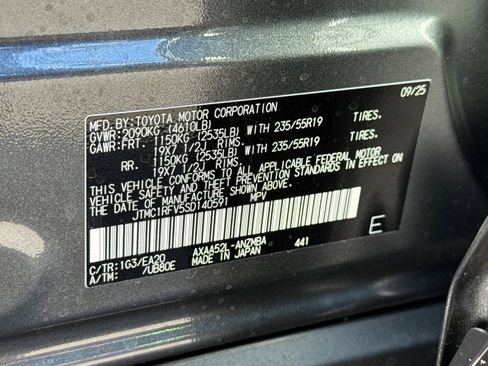 MFD. BY: TOYOTA MOTOR CORPORATION 09/25
GVWR: 2090KG (4610LB)
GAWR: FRT. 1150KG (2535LB) WITH 235/55R19 TIRES.
19X7 1/2J RIMS.
RR. 1150KG (2535LB) WITH 235/55R19 TIRES.
19X7 1/2J RIMS.
THIS VEHICLE CONFORMS TO ALL APPLICABLE FEDERAL MOTOR
VEHICLE SAFETY AND THEFT PREVENTION STANDARDS IN
EFFECT ON THE DATE OF MANUFACTURE SHOWN ABOVE.
JTMC1RFV5SD140591 MPV
C/TR: 1G3/EA20 AXAA52L-ANZMBA 441 E
A/TM: /UB80E MADE IN JAPAN